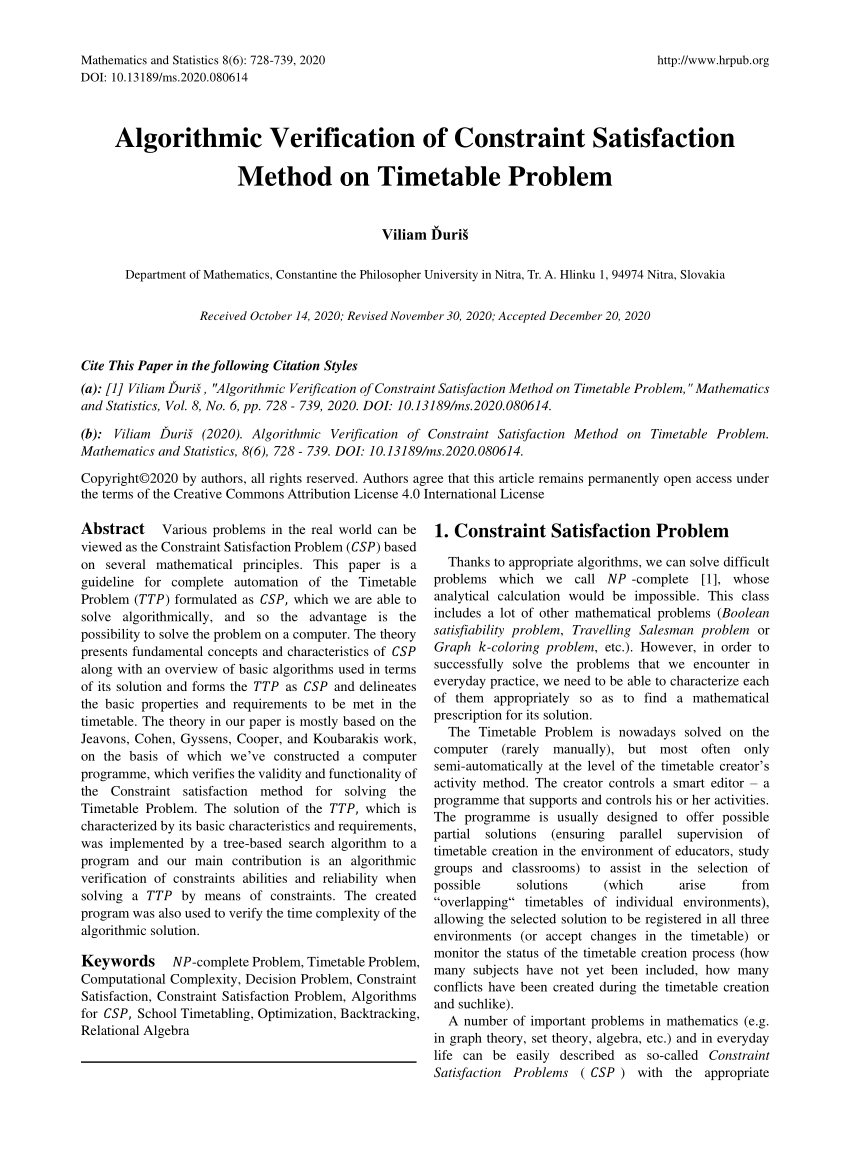 Mathematics and Statistics 8(6): 728-739, 2020 http://www.hrpub.org
DOI: 10.13189/ms.2020.080614
Algorithmic Verification of Constraint Satisfaction
Method on Timetable Problem
Viliam Ďuriš
Department of Mathematics, Constantine the Philosopher University in Nitra, Tr. A. Hlinku 1, 94974 Nitra, Slovakia
Received October 14, 2020; Revised November 30, 2020; Accepted December 20, 2020
Cite This Paper in the following Citation Styles
(a): [1] Viliam Ďuriš , "Algorithmic Verification of Constraint Satisfaction Method on Timetable Problem," Mathematics
and Statistics, Vol. 8, No. 6, pp. 728 - 739, 2020. DOI: 10.13189/ms.2020.080614.
(b): Viliam Ďuriš (2020). Algorithmic Verification of Constraint Satisfaction Method on Timetable Problem.
Mathematics and Statistics, 8(6), 728 - 739. DOI: 10.13189/ms.2020.080614.
Copyright©2020 by authors, all rights reserved. Authors agree that this article remains permanently open access under
the terms of the Creative Commons Attribution License 4.0 International License
Abstract Various problems in the real world can be
viewed as the Constraint Satisfaction Problem (CSP) based
on several mathematical principles. This paper is a
guideline for complete automation of the Timetable
Problem (TTP) formulated as CSP, which we are able to
solve algorithmically, and so the advantage is the
possibility to solve the problem on a computer. The theory
presents fundamental concepts and characteristics of CSP
along with an overview of basic algorithms used in terms
of its solution and forms the TTP as CSP and delineates
the basic properties and requirements to be met in the
timetable. The theory in our paper is mostly based on the
Jeavons, Cohen, Gyssens, Cooper, and Koubarakis work,
on the basis of which we've constructed a computer
programme, which verifies the validity and functionality of
the Constraint satisfaction method for solving the
Timetable Problem. The solution of the TTP, which is
characterized by its basic characteristics and requirements,
was implemented by a tree-based search algorithm to a
program and our main contribution is an algorithmic
verification of constraints abilities and reliability when
solving a TTP by means of constraints. The created
program was also used to verify the time complexity of the
algorithmic solution.
Keywords NP-complete Problem, Timetable Problem,
Computational Complexity, Decision Problem, Constraint
Satisfaction, Constraint Satisfaction Problem, Algorithms
for CSP, School Timetabling, Optimization, Backtracking,
Relational Algebra
1. Constraint Satisfaction Problem
Thanks to appropriate algorithms, we can solve difficult
problems which we call NP -complete [1], whose
analytical calculation would be impossible. This class
includes a lot of other mathematical problems (Boolean
satisfiability problem, Travelling Salesman problem or
Graph k-coloring problem, etc.). However, in order to
successfully solve the problems that we encounter in
everyday practice, we need to be able to characterize each
of them appropriately so as to find a mathematical
prescription for its solution.
The Timetable Problem is nowadays solved on the
computer (rarely manually), but most often only
semi-automatically at the level of the timetable creator's
activity method. The creator controls a smart editor – a
programme that supports and controls his or her activities.
The programme is usually designed to offer possible
partial solutions (ensuring parallel supervision of
timetable creation in the environment of educators, study
groups and classrooms) to assist in the selection of
possible solutions (which arise from
“overlapping“ timetables of individual environments),
allowing the selected solution to be registered in all three
environments (or accept changes in the timetable) or
monitor the status of the timetable creation process (how
many subjects have not yet been included, how many
conflicts have been created during the timetable creation
and suchlike).
A number of important problems in mathematics (e.g.
in graph theory, set theory, algebra, etc.) and in everyday
life can be easily described as so-called Constraint
Satisfaction Problems ( CSP ) with the appropriate